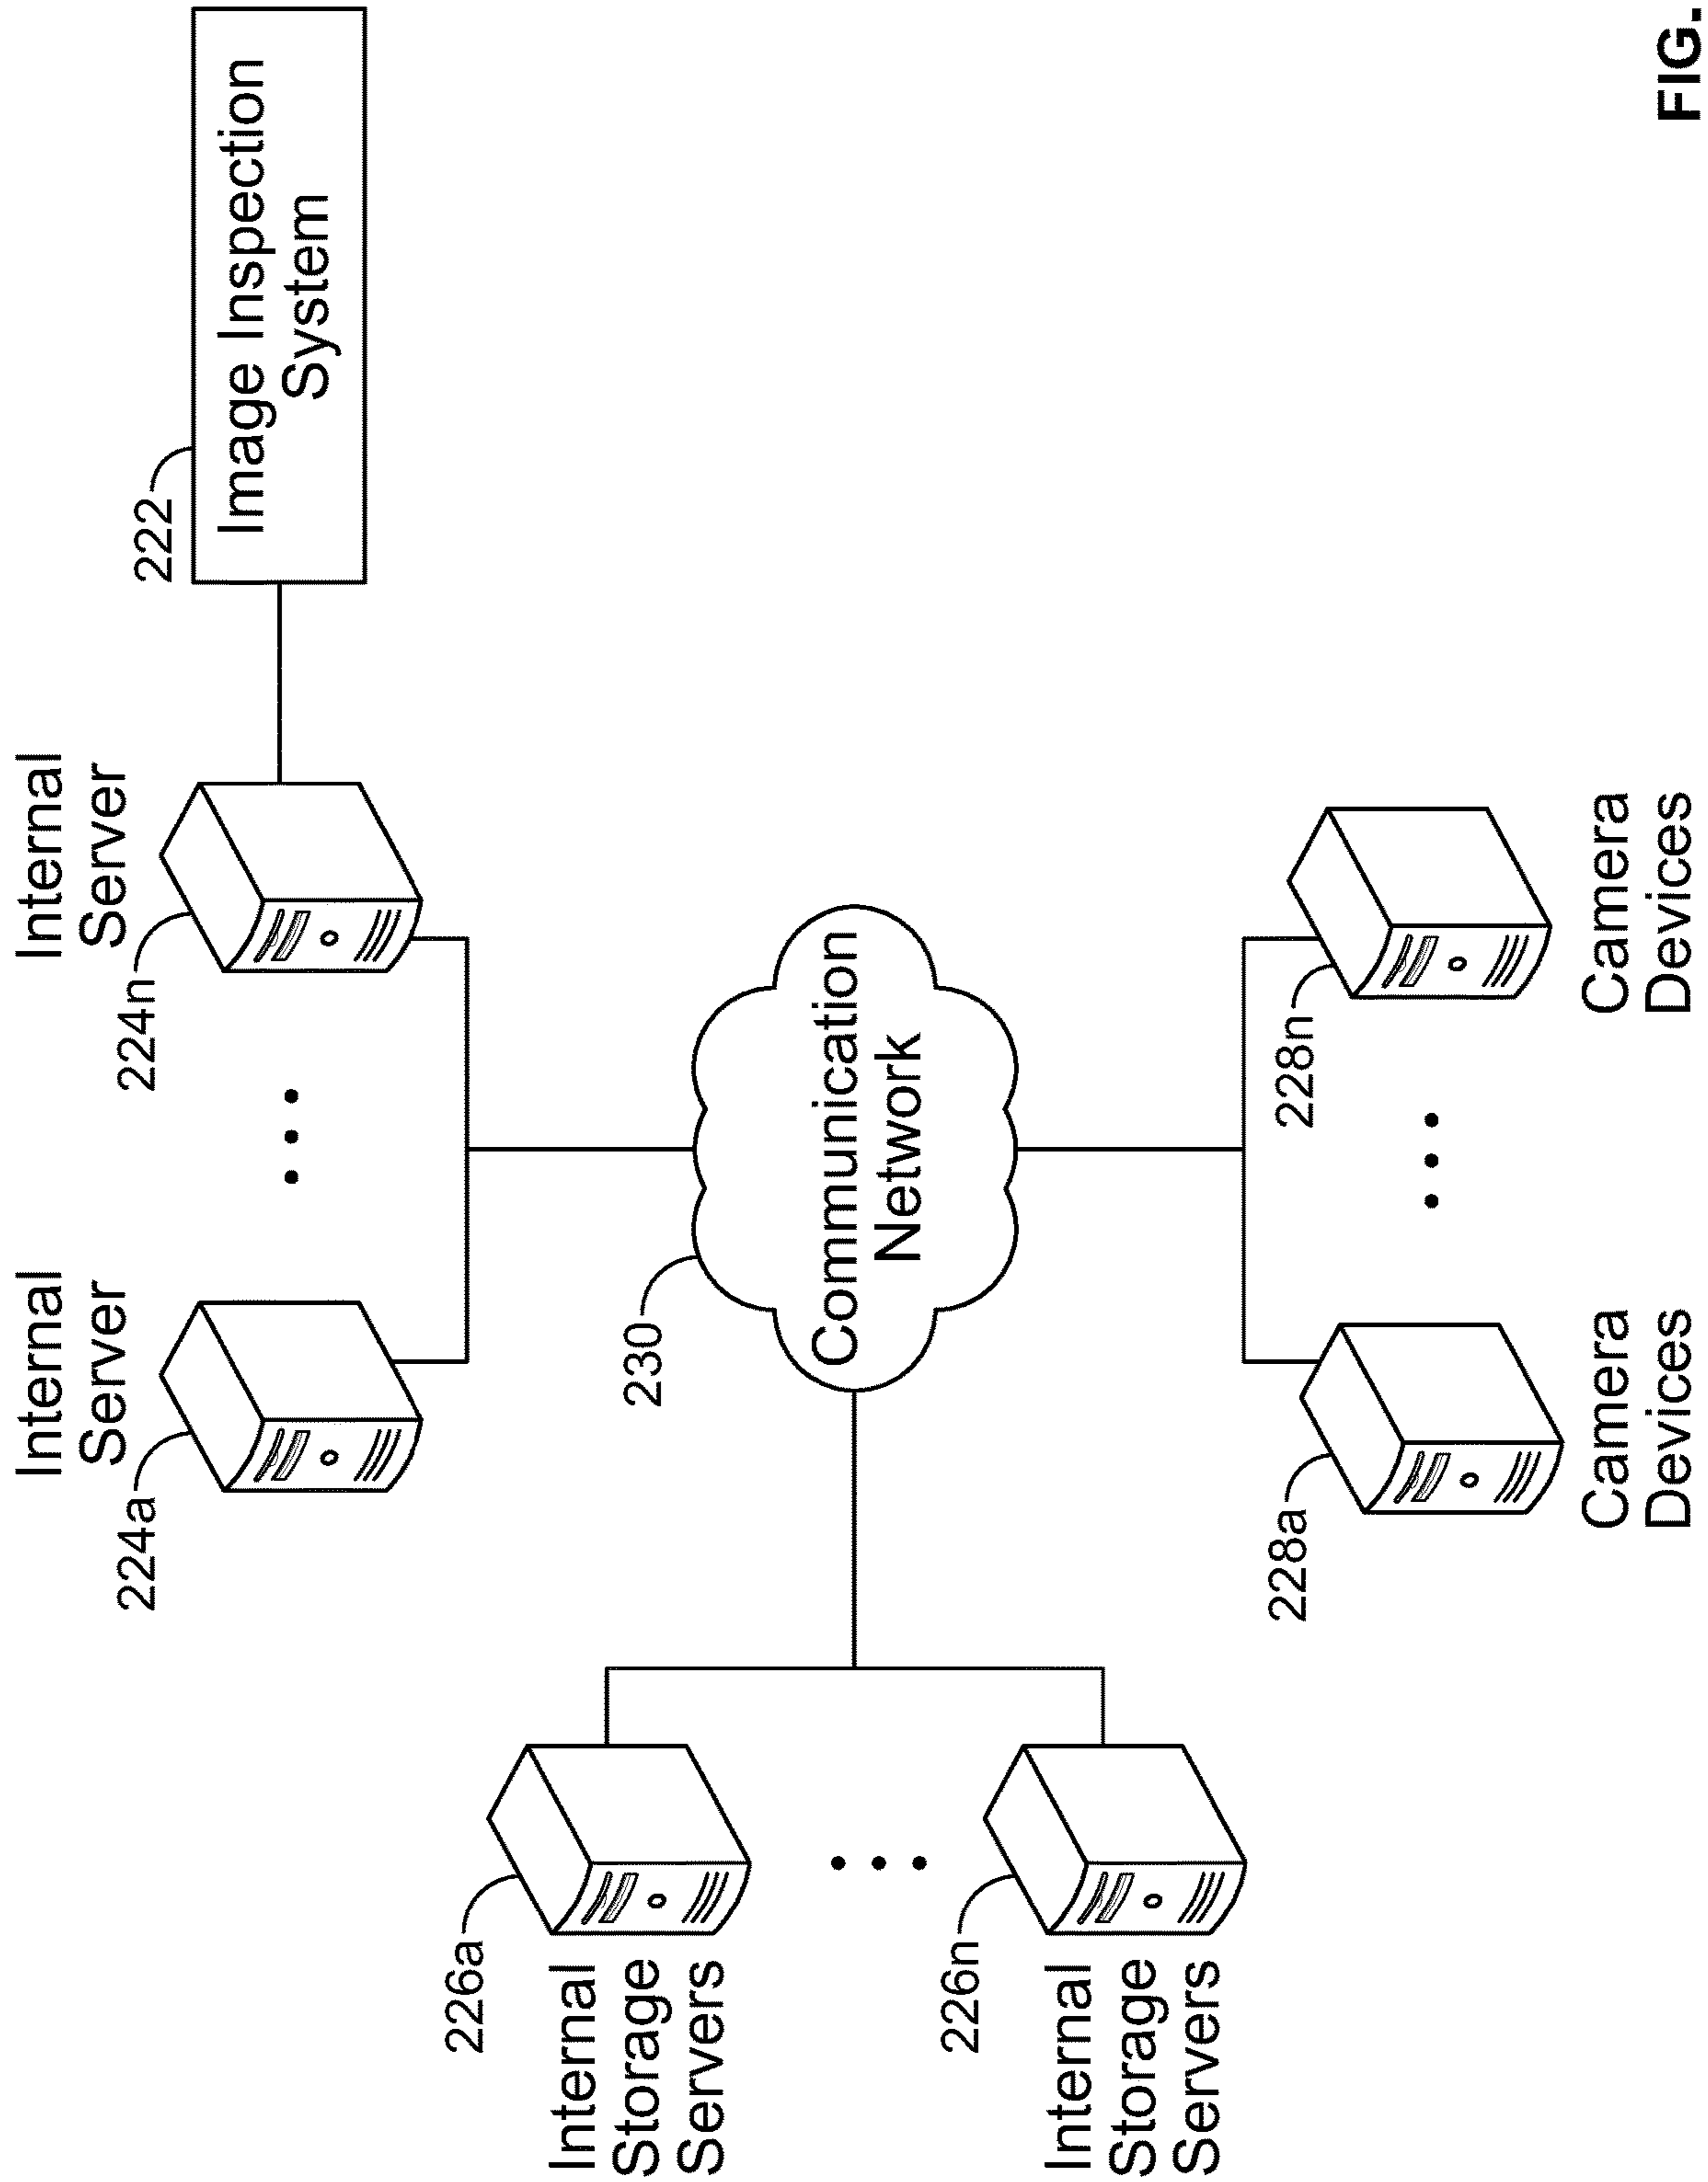 Internal
Server
224a
Internal
Server
224n
222
Image Inspection
System
226a
Internal
Storage
Servers
230
Communication
Network
226n
Internal
Storage
Servers
228a
Camera
Devices
228n
Camera
Devices
FIG.